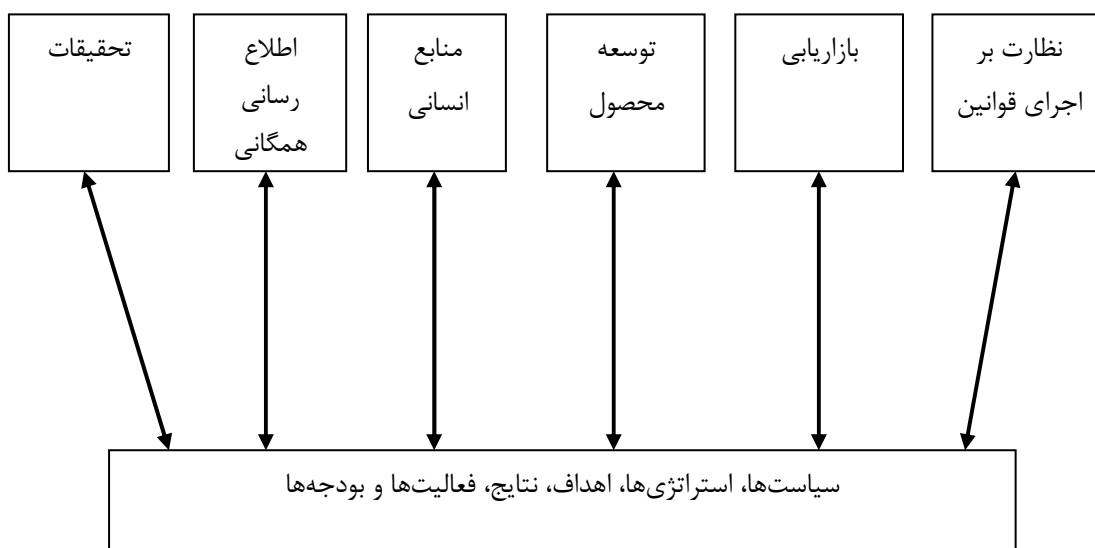 نظارت بر
اجرای قوانین
بازاریابی
توسعه
محصول
منابع
انسانی
اطلاع
رسانی
همگانی
تحقیقات
سیاست‌ها، استراتژی‌ها، اهداف، نتایج، فعالیت‌ها و بودجه‌ها